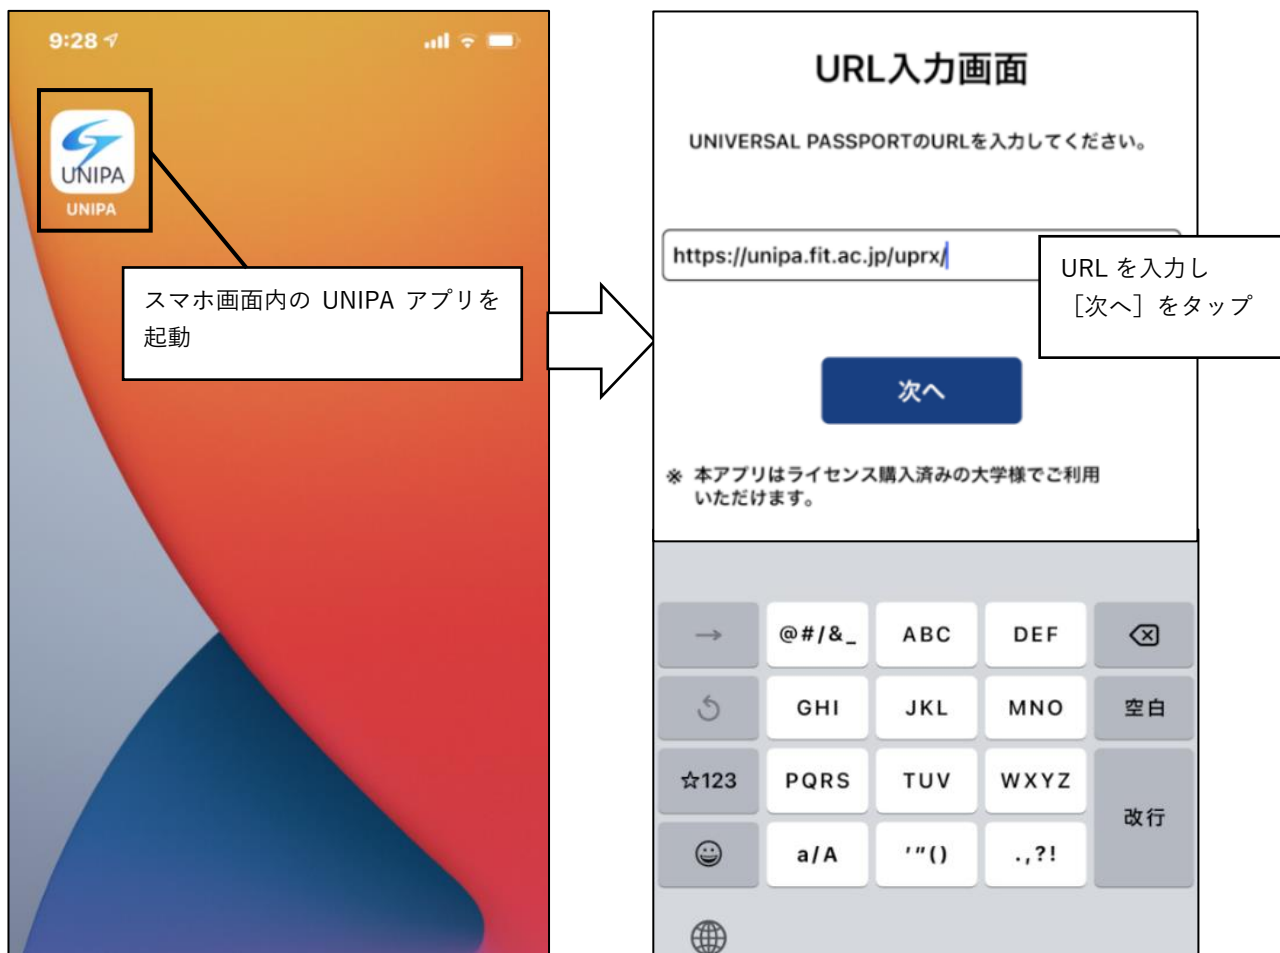 9:28
UNIPA
UNIPA
スマホ画面内の UNIPA アプリを
起動
URL入力画面
UNIVERSAL PASSPORTのURLを入力してください。
https://unipa.fit.ac.jp/uprx/
URL を入力し
［次へ］をタップ
次へ
※ 本アプリはライセンス購入済みの大学様でご利用
いただけます。
→ @#/&_ ABC DEF
GHI JKL MNO 空白
☆123 PQRS TUV WXYZ
改行
a/A '"() .,?!